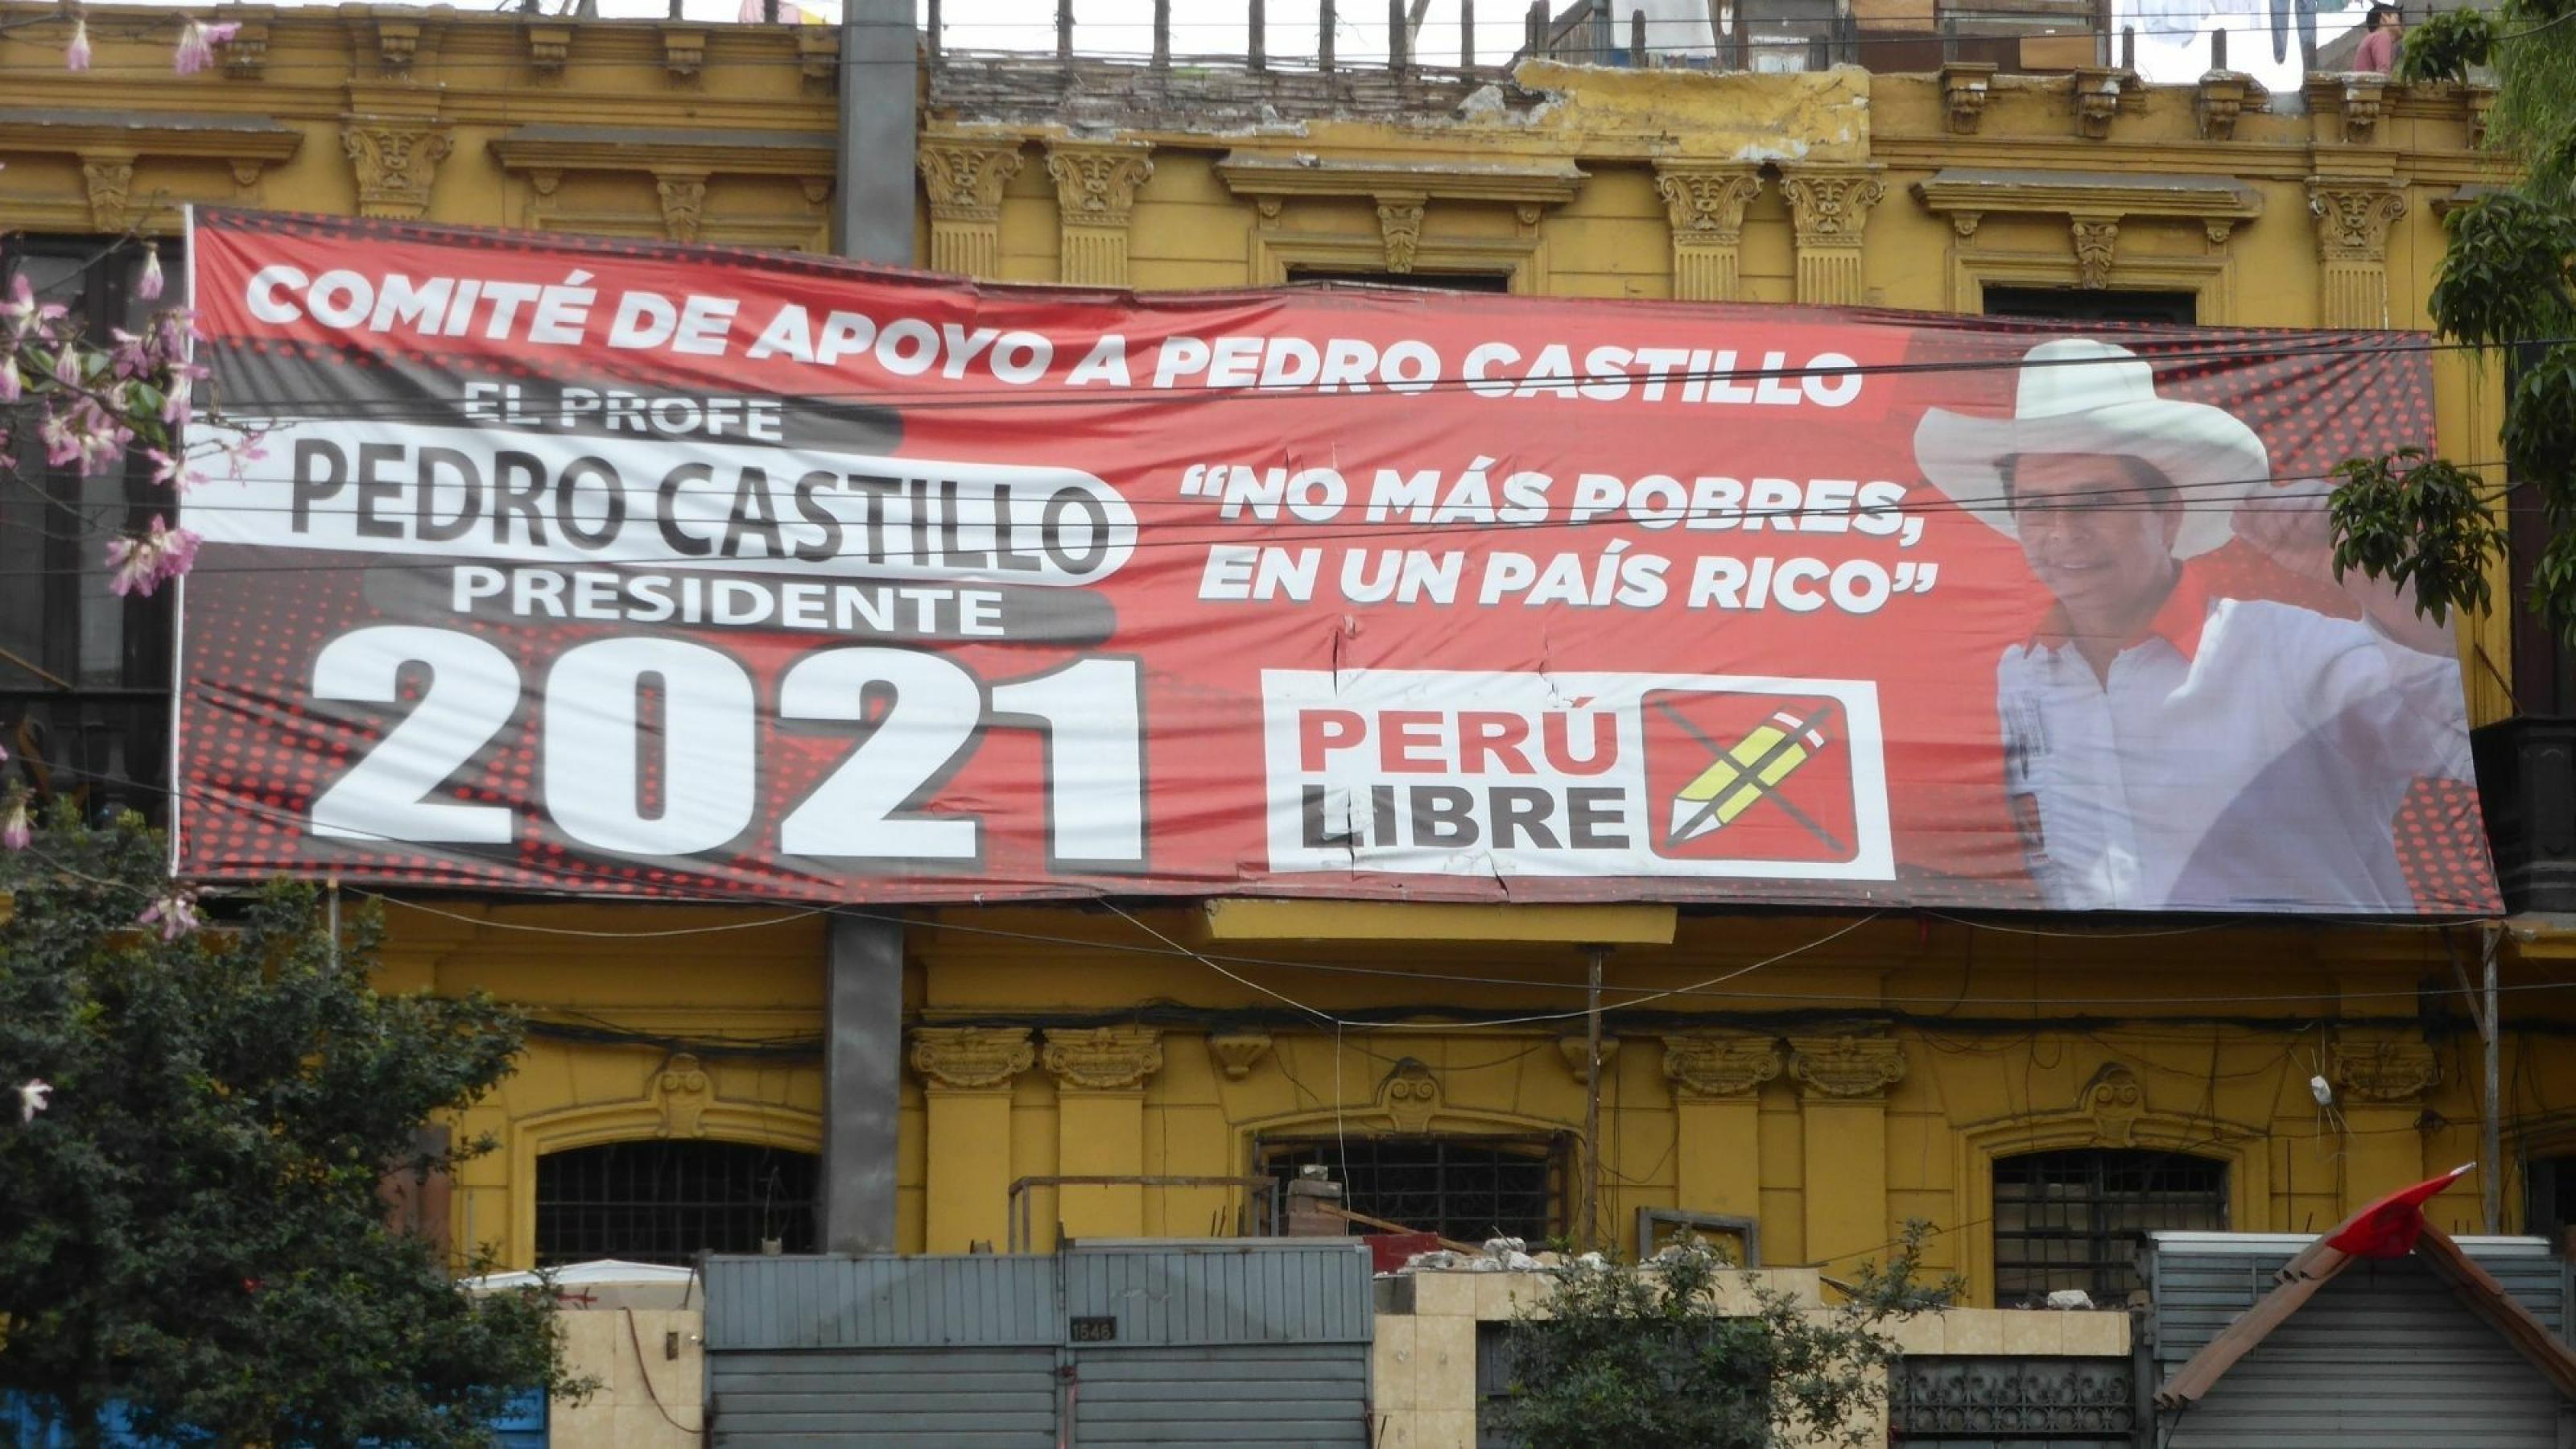 COMITÉ DE APOYO A PEDRO CASTILLO
EL PROFE
PEDRO CASTILLO
PRESIDENTE
2021
“NO MÁS POBRES,
EN UN PAÍS RICO”
PERÚ
LIBRE
1546